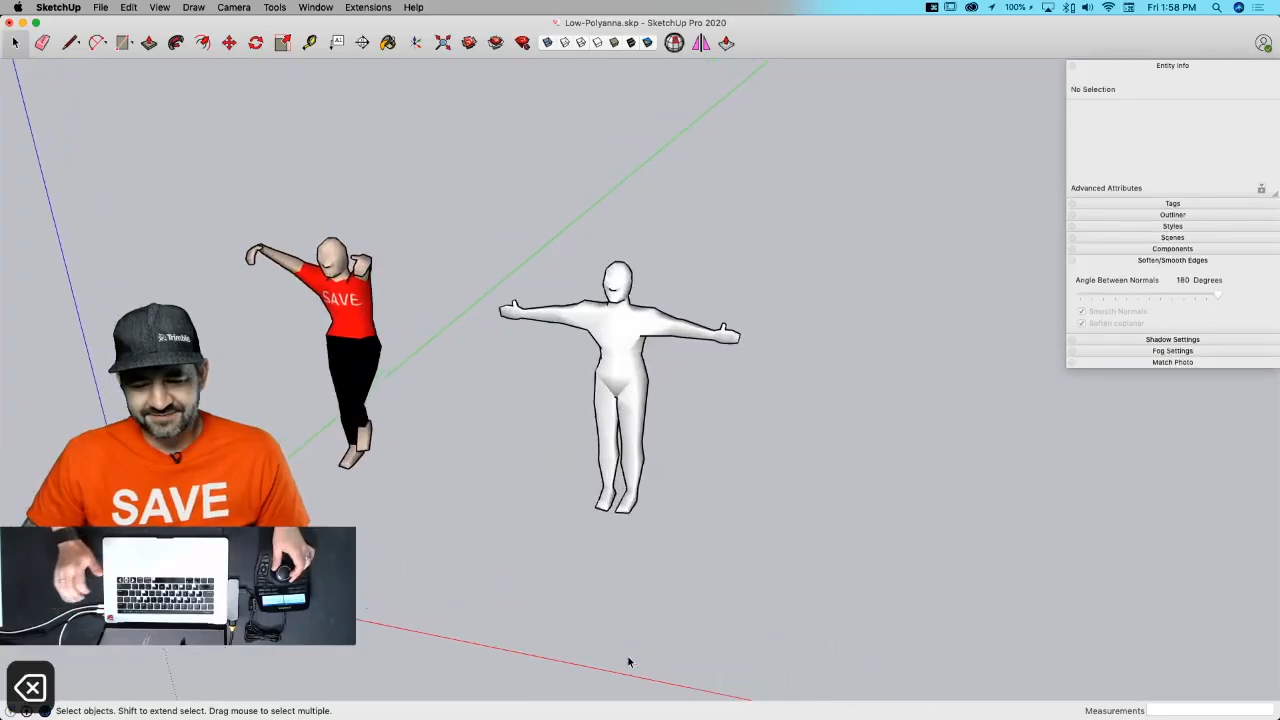 SketchUp File Edit View Draw Camera Tools Window Extensions Help
100% Fri 1:58 PM
Low-Polyanna.skp - SketchUp Pro 2020
Entity Info
No Selection
Advanced Attributes
Tags
Outliner
Styles
Scenes
Components
Soften/Smooth Edges
Angle Between Normals 180 Degrees
Smooth Normals
Soften coplanar
Shadow Settings
Fog Settings
Match Photo
SAVE
Trimble
SAVE
Select objects. Shift to extend select. Drag mouse to select multiple.
Measurements